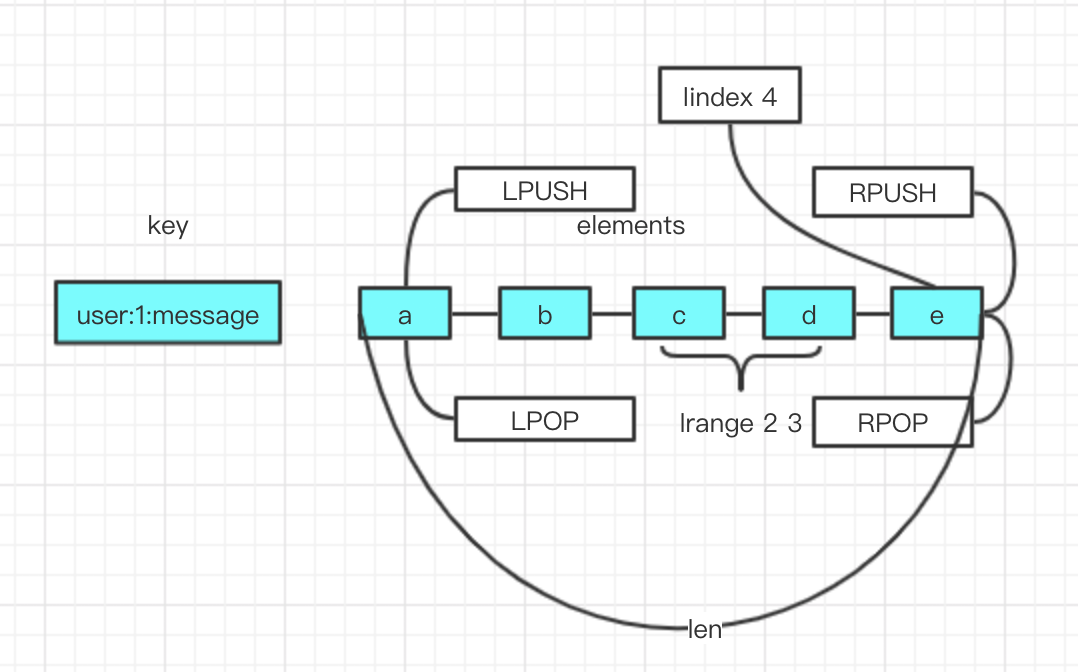 lindex 4
LPUSH
RPUSH
key
elements
user:1:message
a
b
c
d
e
LPOP
lrange 2 3
RPOP
len